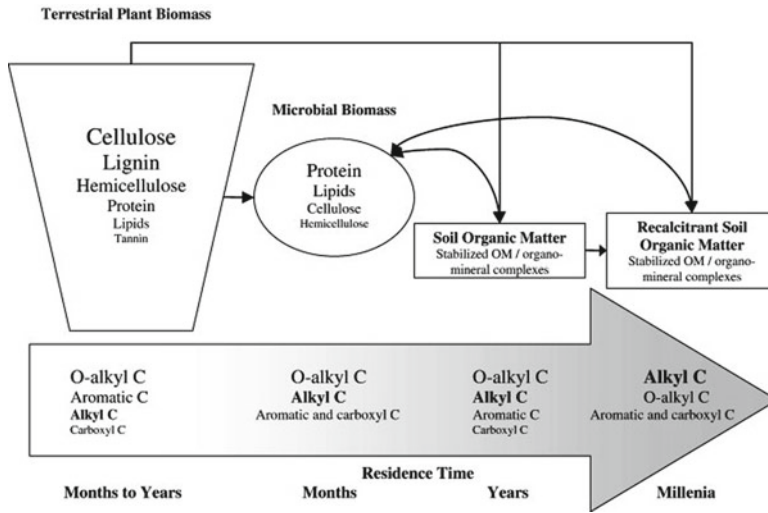 Terrestrial Plant Biomass
Cellulose
Lignin
Hemicellulose
Protein
Lipids
Tannin
Microbial Biomass
Protein
Lipids
Cellulose
Hemicellulose
Soil Organic Matter
Stabilized OM / organo-
mineral complexes
Recalcitrant Soil
Organic Matter
Stabilized OM / organo-
mineral complexes
O-alkyl C
Aromatic C
Alkyl C
Carboxyl C
O-alkyl C
Alkyl C
Aromatic and carboxyl C
O-alkyl C
Alkyl C
Aromatic C
Carboxyl C
Alkyl C
O-alkyl C
Aromatic and carboxyl C
Residence Time
Months to Years
Months
Years
Millenia